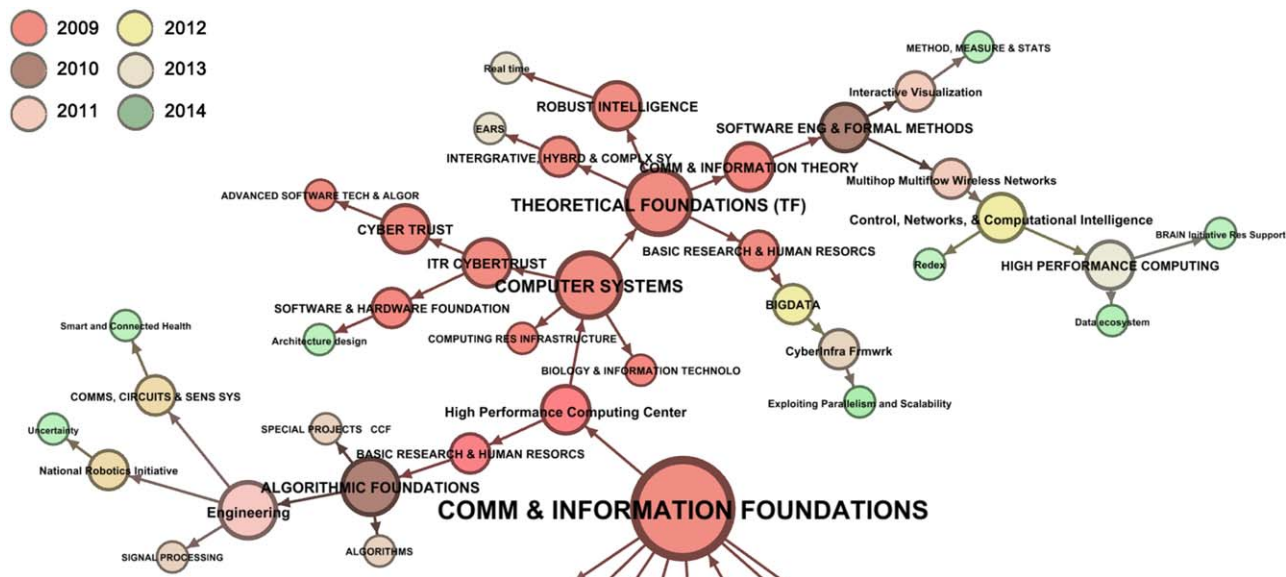 2009 2012
2010 2013
2011 2014
METHOD, MEASURE & STATS
Real time
Interactive Visualization
ROBUST INTELLIGENCE
EARS
SOFTWARE ENG & FORMAL METHODS
INTERGRATIVE, HYBRD & COMPLX SY
COMM & INFORMATION THEORY
Multihop Multiflow Wireless Networks
ADVANCED SOFTWARE TECH & ALGOR
THEORETICAL FOUNDATIONS (TF)
Control, Networks, & Computational Intelligence
CYBER TRUST
BRAIN Initiative Res Support
BASIC RESEARCH & HUMAN RESORCS
ITR CYBERTRUST
Redex
HIGH PERFORMANCE COMPUTING
COMPUTER SYSTEMS
BIGDATA
SOFTWARE & HARDWARE FOUNDATION
Data ecosystem
Smart and Connected Health
Architecture design
COMPUTING RES INFRASTRUCTURE
CyberInfra Frmwrk
BIOLOGY & INFORMATION TECHNOLO
COMMS, CIRCUITS & SENS SYS
Exploiting Parallelism and Scalability
High Performance Computing Center
Uncertainty
SPECIAL PROJECTS CCF
BASIC RESEARCH & HUMAN RESORCS
National Robotics Initiative
ALGORITHMIC FOUNDATIONS
Engineering
COMM & INFORMATION FOUNDATIONS
SIGNAL PROCESSING
ALGORITHMS